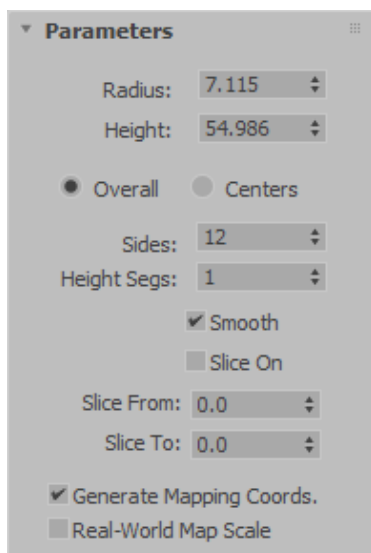 Parameters
Radius: 7.115
Height: 54.986
Overall Centers
Sides: 12
Height Segs: 1
Smooth
Slice On
Slice From: 0.0
Slice To: 0.0
Generate Mapping Coords.
Real-World Map Scale